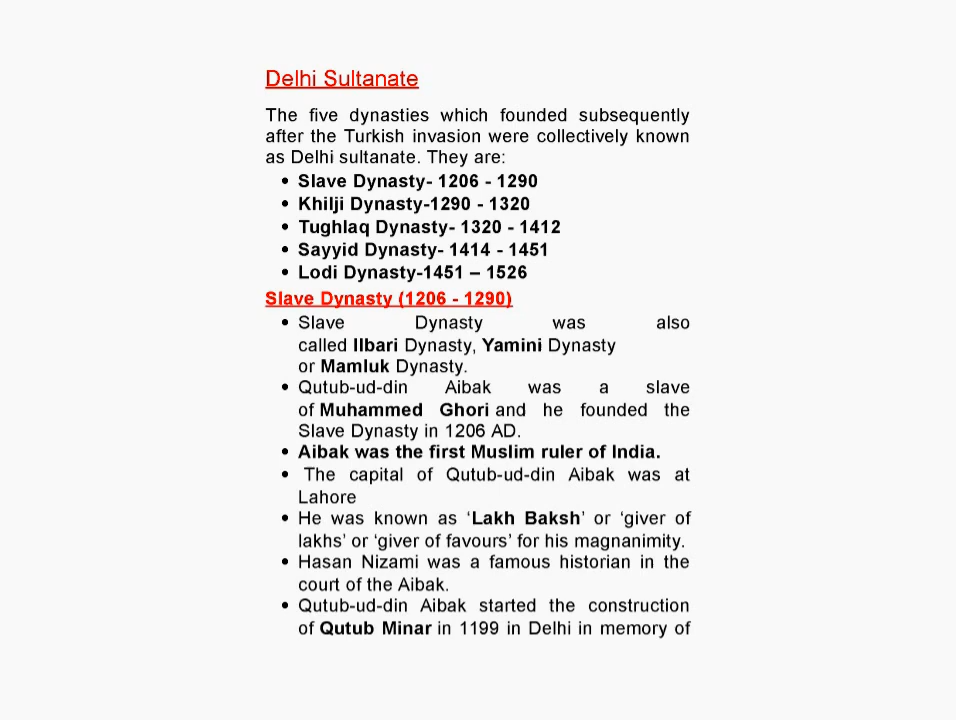 Delhi Sultanate
The five dynasties which founded subsequently
after the Turkish invasion were collectively known
as Delhi sultanate. They are:
• Slave Dynasty- 1206 - 1290
• Khilji Dynasty-1290 - 1320
• Tughlaq Dynasty- 1320 - 1412
• Sayyid Dynasty- 1414 - 1451
• Lodi Dynasty-1451 – 1526
Slave Dynasty (1206 - 1290)
• Slave Dynasty was also
called Ilbari Dynasty, Yamini Dynasty
or Mamluk Dynasty.
• Qutub-ud-din Aibak was a slave
of Muhammed Ghori and he founded the
Slave Dynasty in 1206 AD.
• Aibak was the first Muslim ruler of India.
• The capital of Qutub-ud-din Aibak was at
Lahore
• He was known as ‘Lakh Baksh’ or ‘giver of
lakhs’ or ‘giver of favours’ for his magnanimity.
• Hasan Nizami was a famous historian in the
court of the Aibak.
• Qutub-ud-din Aibak started the construction
of Qutub Minar in 1199 in Delhi in memory of